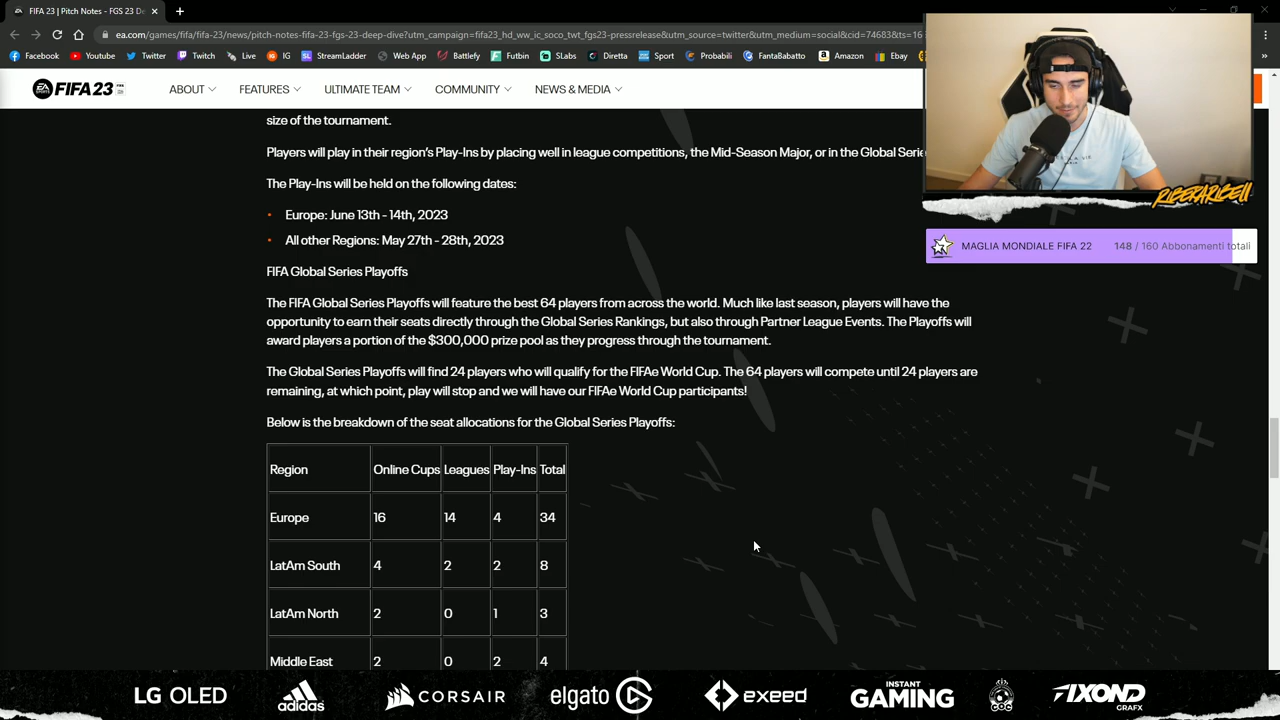 FIFA 23 | Pitch Notes - FGS 23 De
ea.com/games/fifa/fifa-23/news/pitch-notes-fifa-23-fgs-23-deep-dive?utm_campaign=fifa23_hd_ww_ic_soco_twt_fgs23-pressrelease&utm_source=twitter&utm_medium=social&cid=74683&ts=16
Facebook Youtube Twitter Twitch Live IG StreamLadder Web App Betfair Futbin SLabs Diretta Sport Probabili FantaBabatto Amazon Ebay »
EA SPORTS FIFA 23 ABOUT FEATURES ULTIMATE TEAM COMMUNITY NEWS & MEDIA
size of the tournament.
Players will play in their region's Play-Ins by placing well in league competitions, the Mid-Season Major, or in the Global Serie
The Play-Ins will be held on the following dates:
Europe: June 13th - 14th, 2023
All other Regions: May 27th - 28th, 2023
RIBERARIBELL
MAGLIA MONDIALE FIFA 22 148 / 160 Abbonamenti totali
FIFA Global Series Playoffs
The FIFA Global Series Playoffs will feature the best 64 players from across the world. Much like last season, players will have the
opportunity to earn their seats directly through the Global Series Rankings, but also through Partner League Events. The Playoffs will
award players a portion of the $300,000 prize pool as they progress through the tournament.
The Global Series Playoffs will find 24 players who will qualify for the FIFAe World Cup. The 64 players will compete until 24 players are
remaining, at which point, play will stop and we will have our FIFAe World Cup participants!
Below is the breakdown of the seat allocations for the Global Series Playoffs:
Region Online Cups Leagues Play-Ins Total
Europe 16 14 4 34
LatAm South 4 2 2 8
LatAm North 2 0 1 3
Middle East 2 0 2 4
LG OLED adidas CORSAIR elgato exeed INSTANT GAMING FIXOND GRAFX